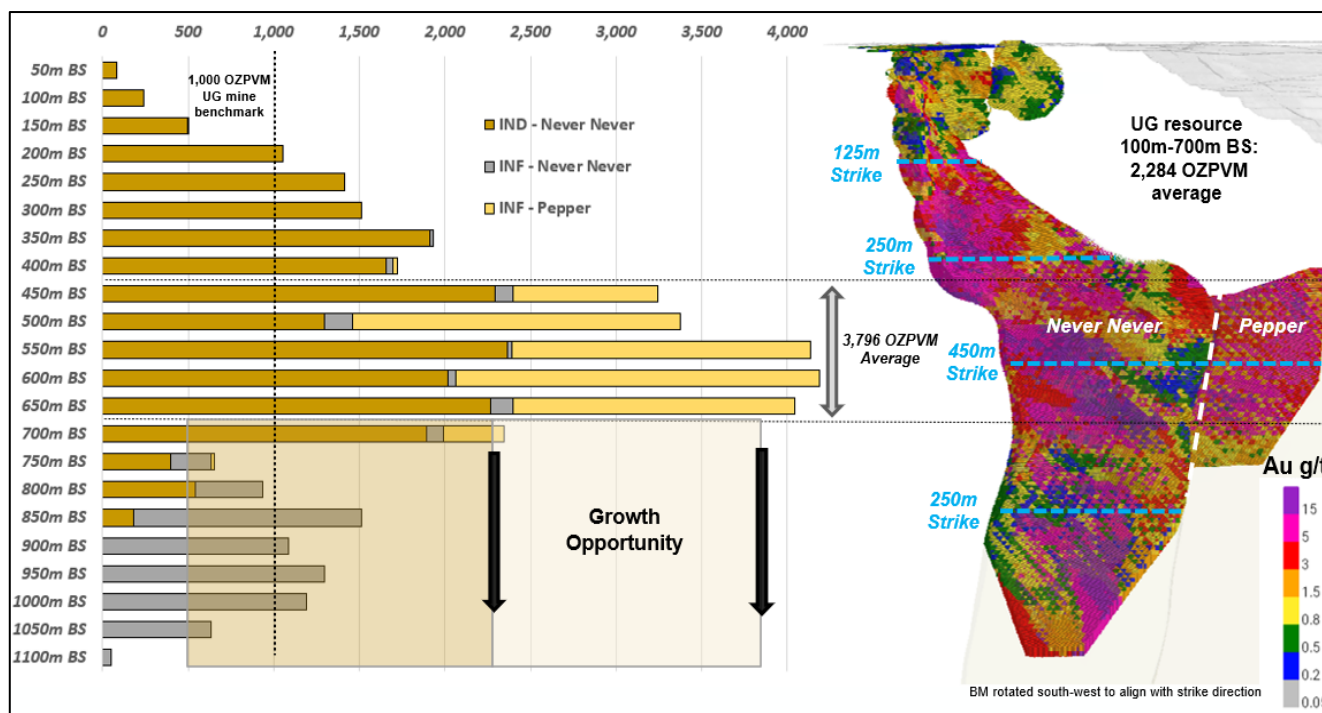 0 500 1,000 1,500 2,000 2,500 3,000 3,500 4,000
50m BS
100m BS
150m BS
200m BS
250m BS
300m BS
350m BS
400m BS
450m BS
500m BS
550m BS
600m BS
650m BS
700m BS
750m BS
800m BS
850m BS
900m BS
950m BS
1000m BS
1050m BS
1100m BS
1,000 OZPVM
UG mine
benchmark
IND - Never Never
INF - Never Never
INF - Pepper
3,796 OZPVM
Average
Growth
Opportunity
UG resource
100m-700m BS:
2,284 OZPVM
average
125m
Strike
250m
Strike
Never Never
Pepper
450m
Strike
250m
Strike
Au g/t
15
5
3
1.5
0.8
0.5
0.2
0.05
BM rotated south-west to align with strike direction